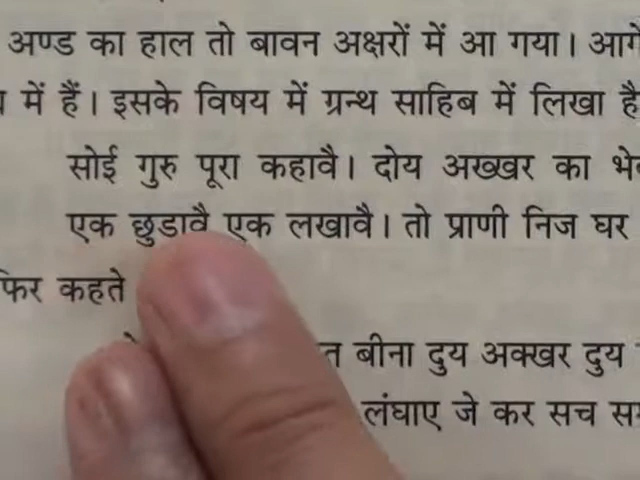 अण्ड का हाल तो बावन अक्षरों में आ गया। आगे
में हैं। इसके विषय में ग्रन्थ साहिब में लिखा है
सोई गुरु पूरा कहावै। दोय अख्खर का
एक छुडावै एक लखावै। तो प्राणी निज घर
फिर कहते
बीना दुय अक्खर दुय
लंघाए जे कर सच